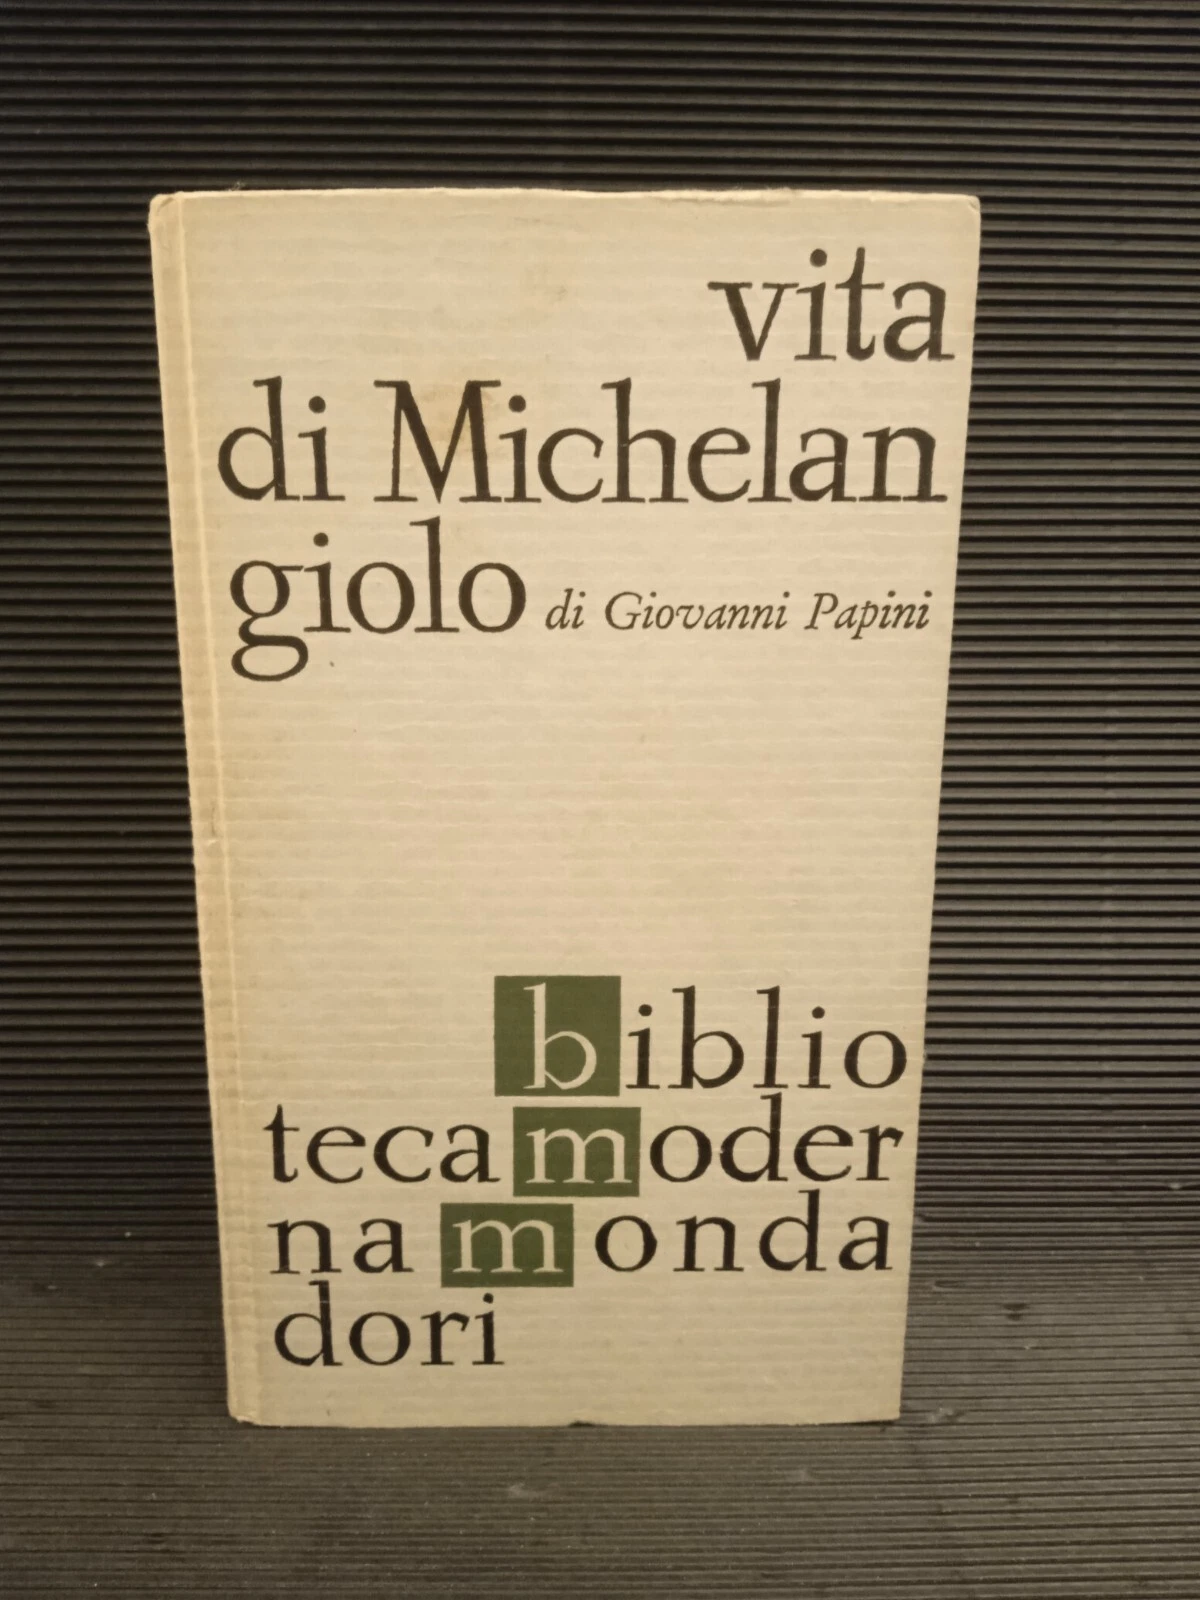 vita
di Michelan
giolo di Giovanni Papini
biblio
teca moder
na monda
dori